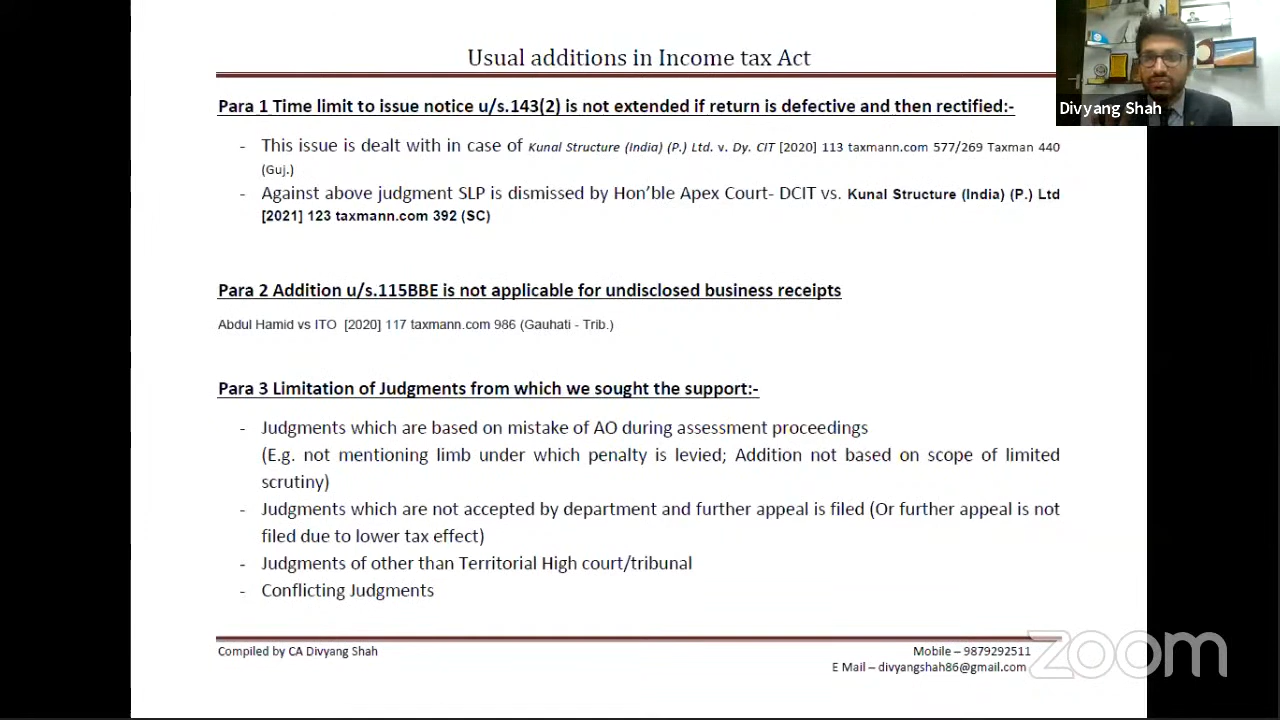 Usual additions in Income tax Act
Divyang Shah
Para 1 Time limit to issue notice u/s.143(2) is not extended if return is defective and then rectified:-
- This issue is dealt with in case of Kunal Structure (India) (P.) Ltd. v. Dy. CIT [2020] 113 taxmann.com 577/269 Taxman 440
(Guj.)
- Against above judgment SLP is dismissed by Hon’ble Apex Court- DCIT vs. Kunal Structure (India) (P.) Ltd
[2021] 123 taxmann.com 392 (SC)
Para 2 Addition u/s.115BBE is not applicable for undisclosed business receipts
Abdul Hamid vs ITO [2020] 117 taxmann.com 986 (Gauhati - Trib.)
Para 3 Limitation of Judgments from which we sought the support:-
- Judgments which are based on mistake of AO during assessment proceedings
(E.g. not mentioning limb under which penalty is levied; Addition not based on scope of limited
scrutiny)
- Judgments which are not accepted by department and further appeal is filed (Or further appeal is not
filed due to lower tax effect)
- Judgments of other than Territorial High court/tribunal
- Conflicting Judgments
Compiled by CA Divyang Shah
Mobile – 9879292511
E Mail – divyangshah86@gmail.com
zoom